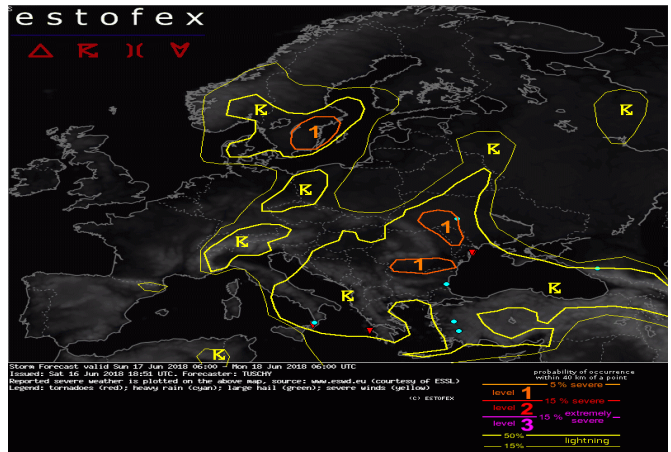 estofex
1
1
1
Storm Forecast valid Sun 17 Jun 2018 06:00 - Mon 18 Jun 2018 06:00 UTC
Issued: Sat 16 Jun 2018 18:51 UTC, Forecaster: TUSCHY
Reported severe weather is plotted on the above map, source: www.eswd.eu (courtesy of ESSL)
Legend: tornadoes (red); heavy rain (cyan); large hail (green); severe winds (yellow)
(C) ESTOFEX
probability of occurrence
within 40 km of a point
level 1 5% severe
level 2 15% severe
level 3 15% extremely severe
50% lightning
15%